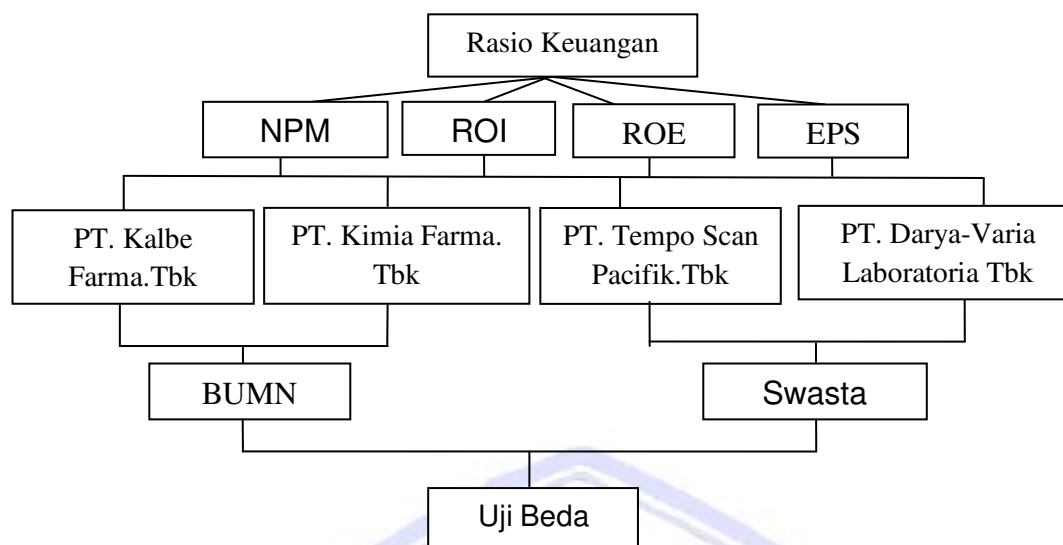 Rasio Keuangan
NPM
ROI
ROE
EPS
PT. Kalbe
Farma.Tbk
PT. Kimia Farma.
Tbk
PT. Tempo Scan
Pacifik.Tbk
PT. Darya-Varia
Laboratoria Tbk
BUMN
Swasta
Uji Beda